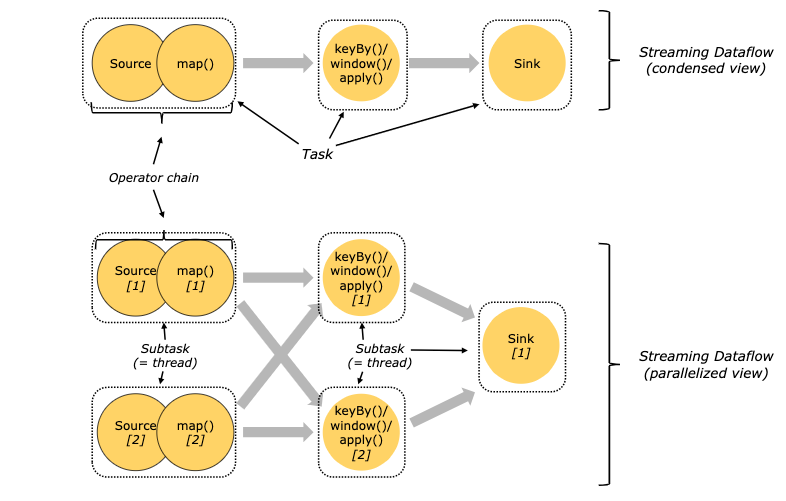 Source
map()
keyBy()/
window()/
apply()
Sink
Streaming Dataflow
(condensed view)
Task
Operator chain
Source
[1]
map()
[1]
keyBy()/
window()/
apply()
[1]
Sink
[1]
Subtask
(= thread)
Subtask
(= thread)
Streaming Dataflow
(parallelized view)
Source
[2]
map()
[2]
keyBy()/
window()/
apply()
[2]